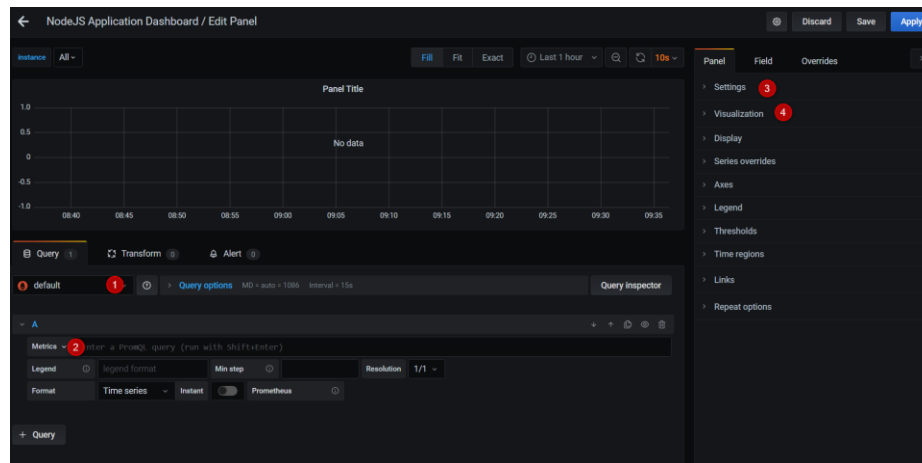 NodeJS Application Dashboard / Edit Panel Discard Save Apply
instance All Fill Fit Exact Last 1 hour 10s
Panel Field Overrides
Panel Title
1.0
0.5
0
-0.5
-1.0
No data
08:40 08:45 08:50 08:55 09:00 09:05 09:10 09:15 09:20 09:25 09:30 09:35
Settings 3
Visualization 4
Display
Series overrides
Axes
Legend
Thresholds
Time regions
Links
Repeat options
Query 1 Transform 0 Alert 0
default 1 Query options MD = auto = 1086 Interval = 15s Query inspector
A
Metrics 2 nter a PromQL query (run with Shift+Enter)
Legend legend format Min step Resolution 1/1
Format Time series Instant Prometheus
+ Query